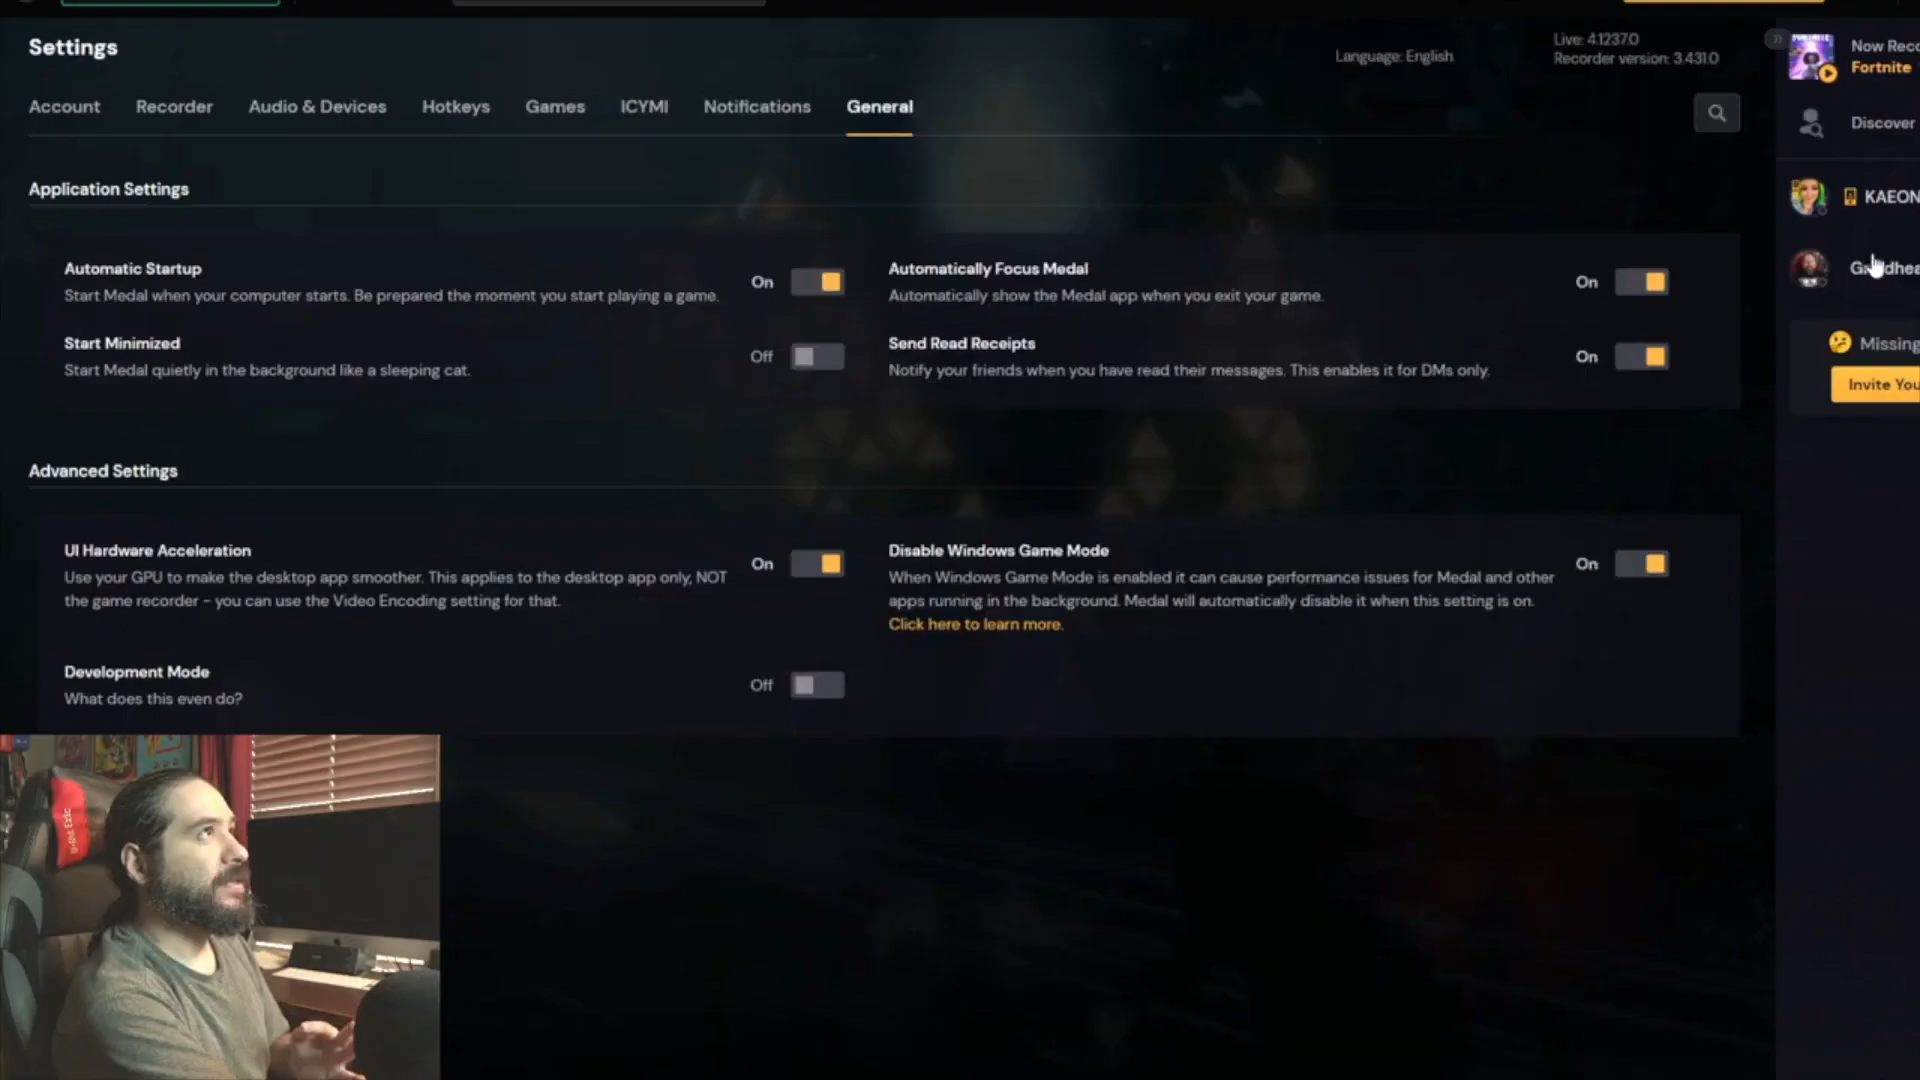 Settings
Language: English
Live: 4.1237.0
Recorder version: 3.431.0
Account
Recorder
Audio & Devices
Hotkeys
Games
ICYMI
Notifications
General
Application Settings
Automatic Startup
Start Medal when your computer starts. Be prepared the moment you start playing a game.
On
Automatically Focus Medal
Automatically show the Medal app when you exit your game.
On
Start Minimized
Start Medal quietly in the background like a sleeping cat.
Off
Send Read Receipts
Notify your friends when you have read their messages. This enables it for DMs only.
On
Advanced Settings
UI Hardware Acceleration
Use your GPU to make the desktop app smoother. This applies to the desktop app only, NOT
the game recorder - you can use the Video Encoding setting for that.
On
Disable Windows Game Mode
When Windows Game Mode is enabled it can cause performance issues for Medal and other
apps running in the background. Medal will automatically disable it when this setting is on.
Click here to learn more.
On
Development Mode
What does this even do?
Off
FORTNITE
Now Reco
Fortnite
Discover
KAEON
Missing
Invite You